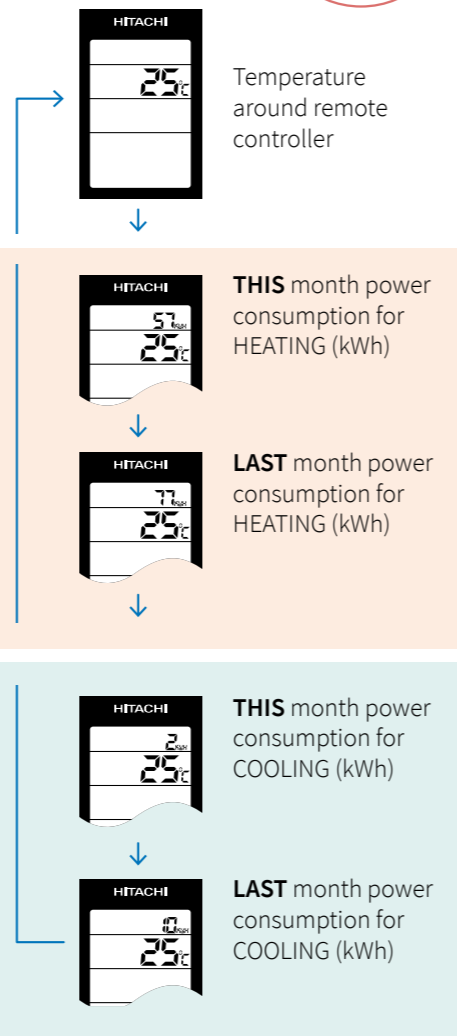 HITACHI
25°C
Temperature
around remote
controller
HITACHI
57KWH
25°C
THIS month power
consumption for
HEATING (kWh)
HITACHI
77KWH
25°C
LAST month power
consumption for
HEATING (kWh)
HITACHI
2KWH
25°C
THIS month power
consumption for
COOLING (kWh)
HITACHI
10KWH
25°C
LAST month power
consumption for
COOLING (kWh)